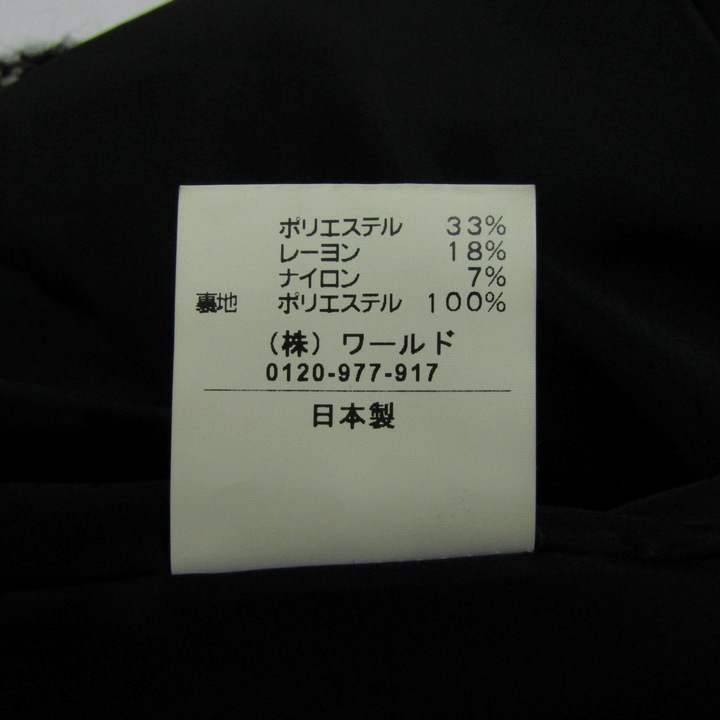 ポリエステル 33%
レーヨン 18%
ナイロン 7%
裏地 ポリエステル 100%
(株) ワールド
0120-977-917
日本製